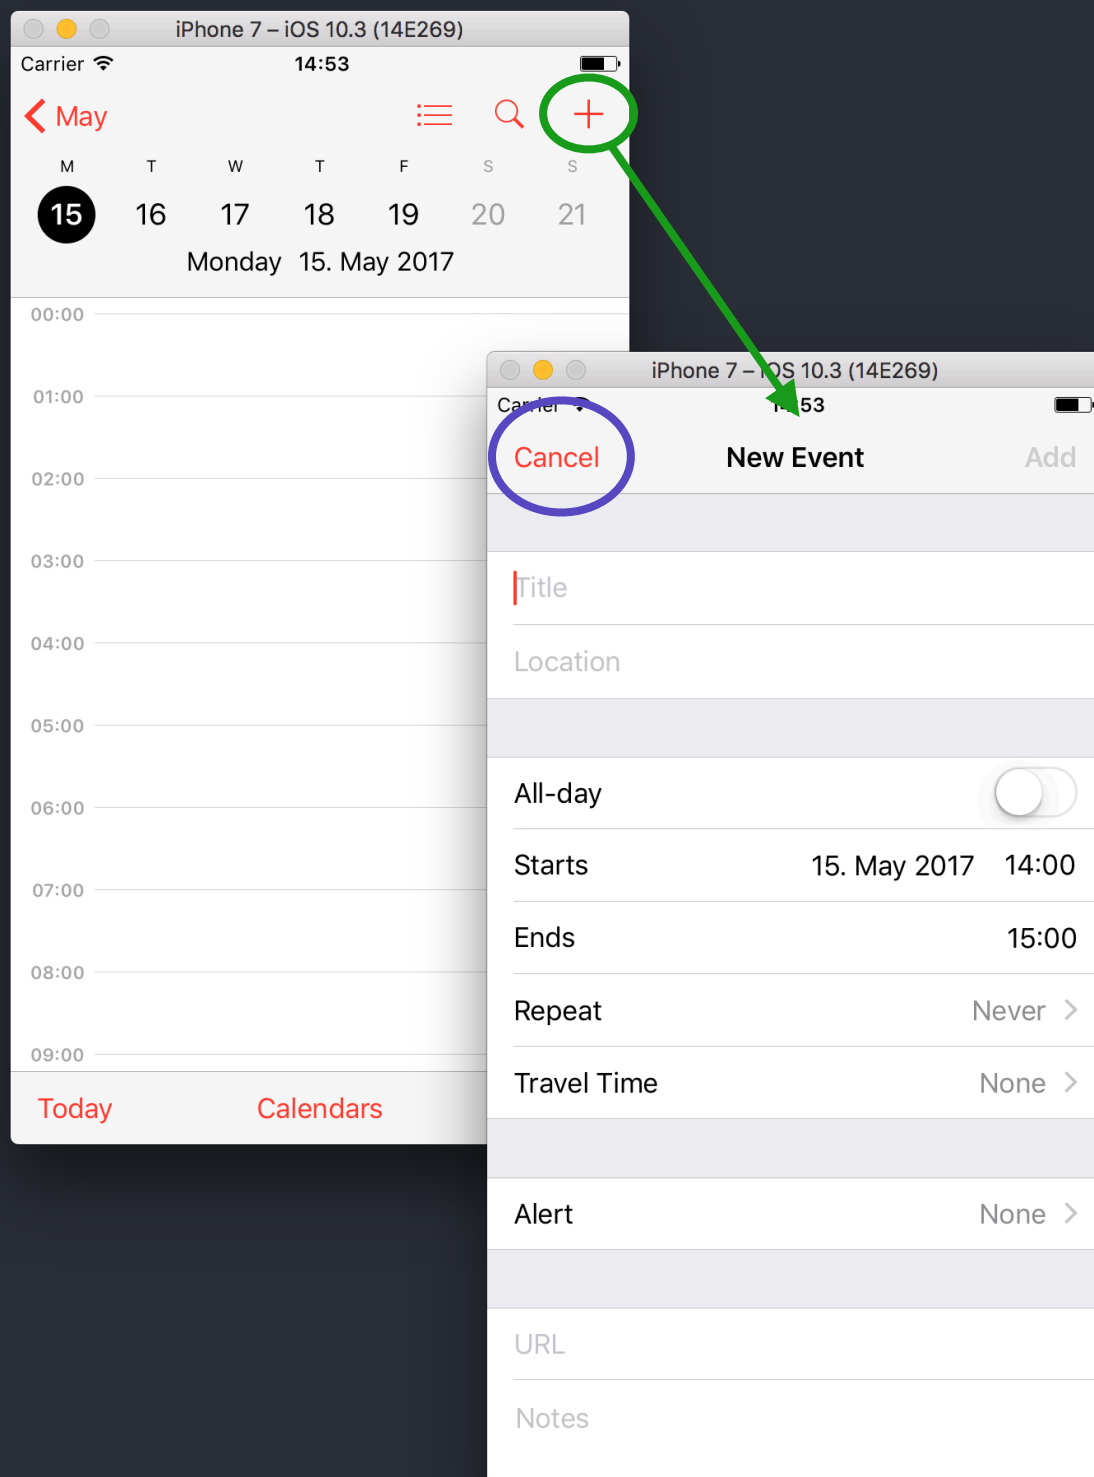 iPhone 7 – iOS 10.3 (14E269)
Carrier 14:53
May
M T W T F S S
15 16 17 18 19 20 21
Monday 15. May 2017
00:00
01:00
02:00
03:00
04:00
05:00
06:00
07:00
08:00
09:00
Today Calendars
iPhone 7 – iOS 10.3 (14E269)
Carrier 14:53
Cancel New Event Add
Title
Location
All-day
Starts 15. May 2017 14:00
Ends 15:00
Repeat Never
Travel Time None
Alert None
URL
Notes